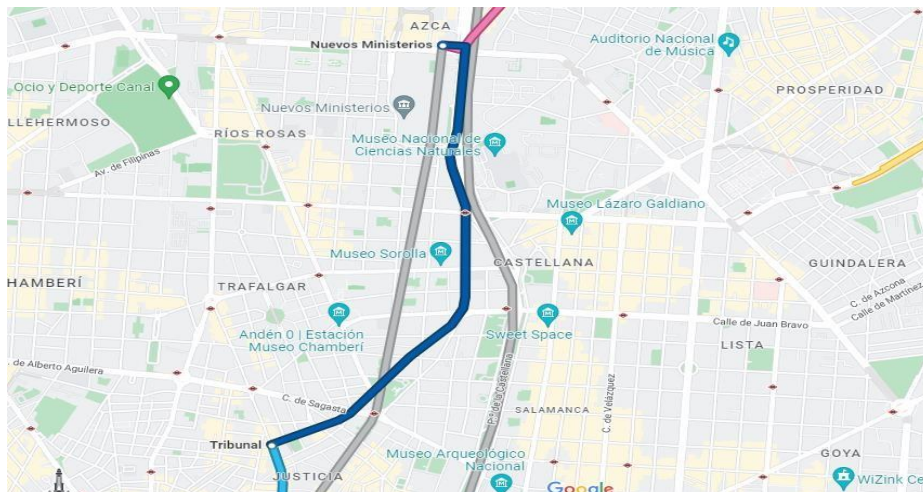 AZCA
Nuevos Ministerios
Auditorio Nacional
de Música
Ocio y Deporte Canal
PROSPERIDAD
Nuevos Ministerios
LLEHERMOSO
RÍOS ROSAS
Museo Nacional de
Ciencias Naturales
Av. de Filipinas
Museo Lázaro Galdiano
Museo Sorolla
CASTELLANA
GUINDALERA
HAMBERÍ
TRAFALGAR
C. de Azcona
Calle de Martínez
Andén 0 | Estación
Museo Chamberí
Sweet Space
Calle de Juan Bravo
LISTA
. de Alberto Aguilera
P.º de la Castellana
C. de Velázquez
C. de Sagasta
SALAMANCA
Tribunal
Museo Arqueológico
Nacional
GOYA
JUSTICIA
WiZink Ce
Google